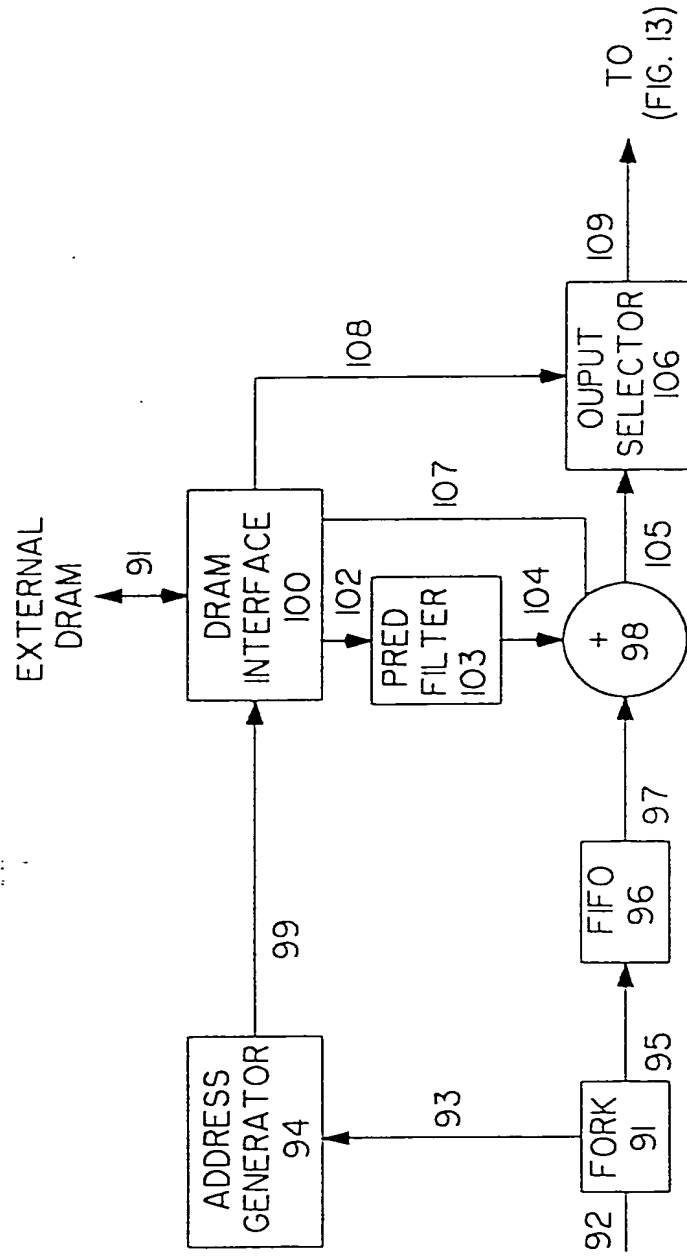 EXTERNAL
DRAM
91
ADDRESS
GENERATOR
94
99
DRAM
INTERFACE
100
108
102
107
PRED
FILTER
103
104
93
92
FORK
91
95
FIFO
96
97
+
98
105
OUPUT
SELECTOR
106
109
TO
(FIG. 13)